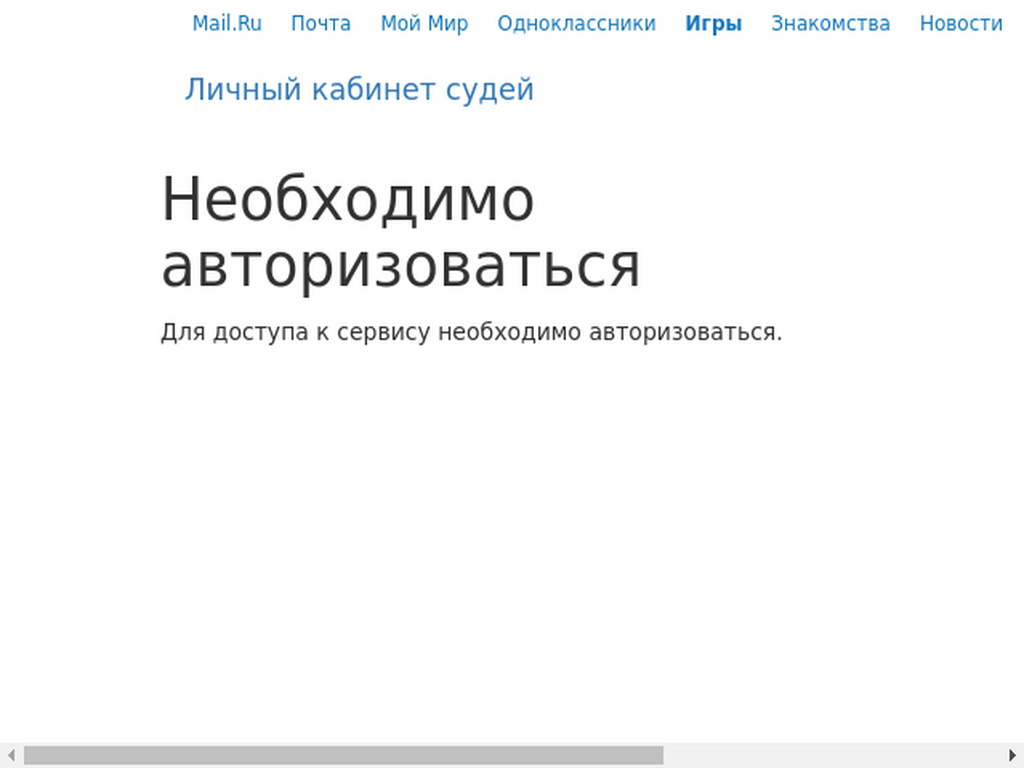 Mail.Ru Почта Мой Мир Одноклассники Игры Знакомства Новости
Личный кабинет судей
Необходимо
авторизоваться
Для доступа к сервису необходимо авторизоваться.